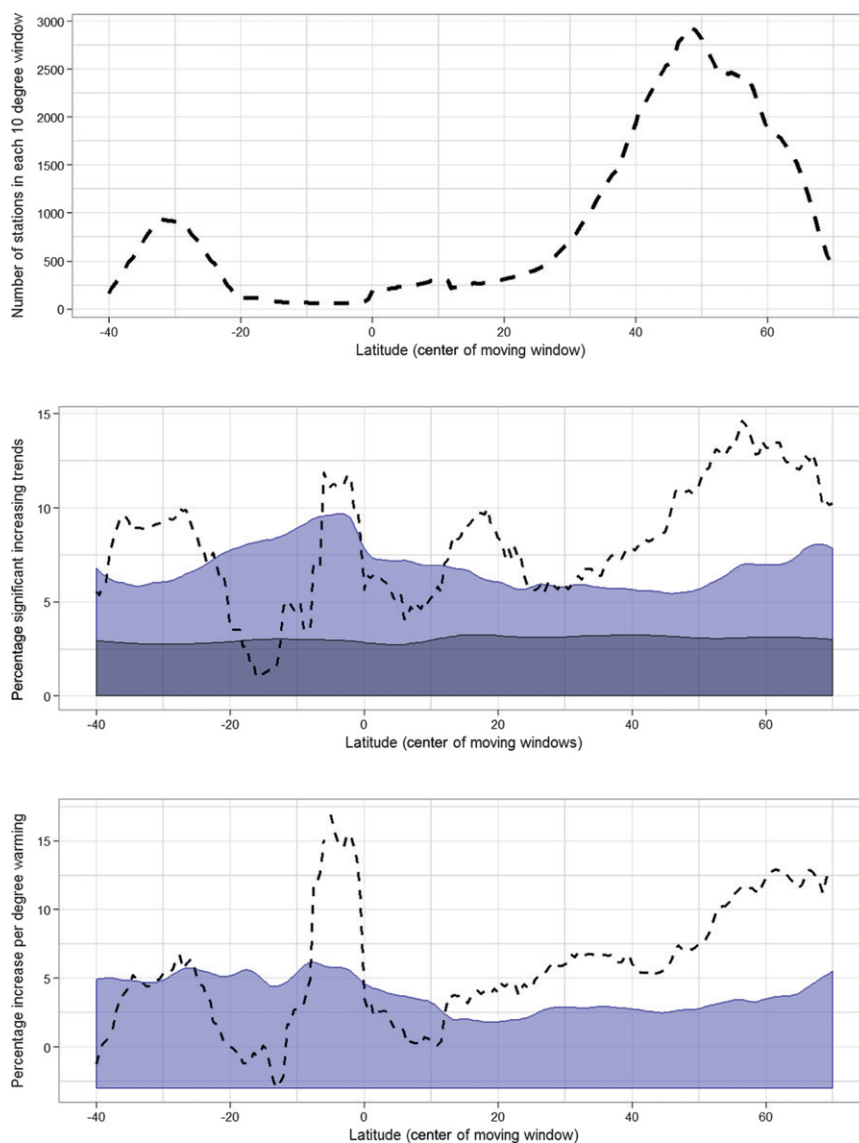 Number of stations in each 10 degree window
3000
2500
2000
1500
1000
500
0
-40 -20 0 20 40 60
Latitude (center of moving window)
Percentage significant increasing trends
15
10
5
0
-40 -20 0 20 40 60
Latitude (center of moving windows)
Percentage increase per degree warming
15
10
5
0
-40 -20 0 20 40 60
Latitude (center of moving window)